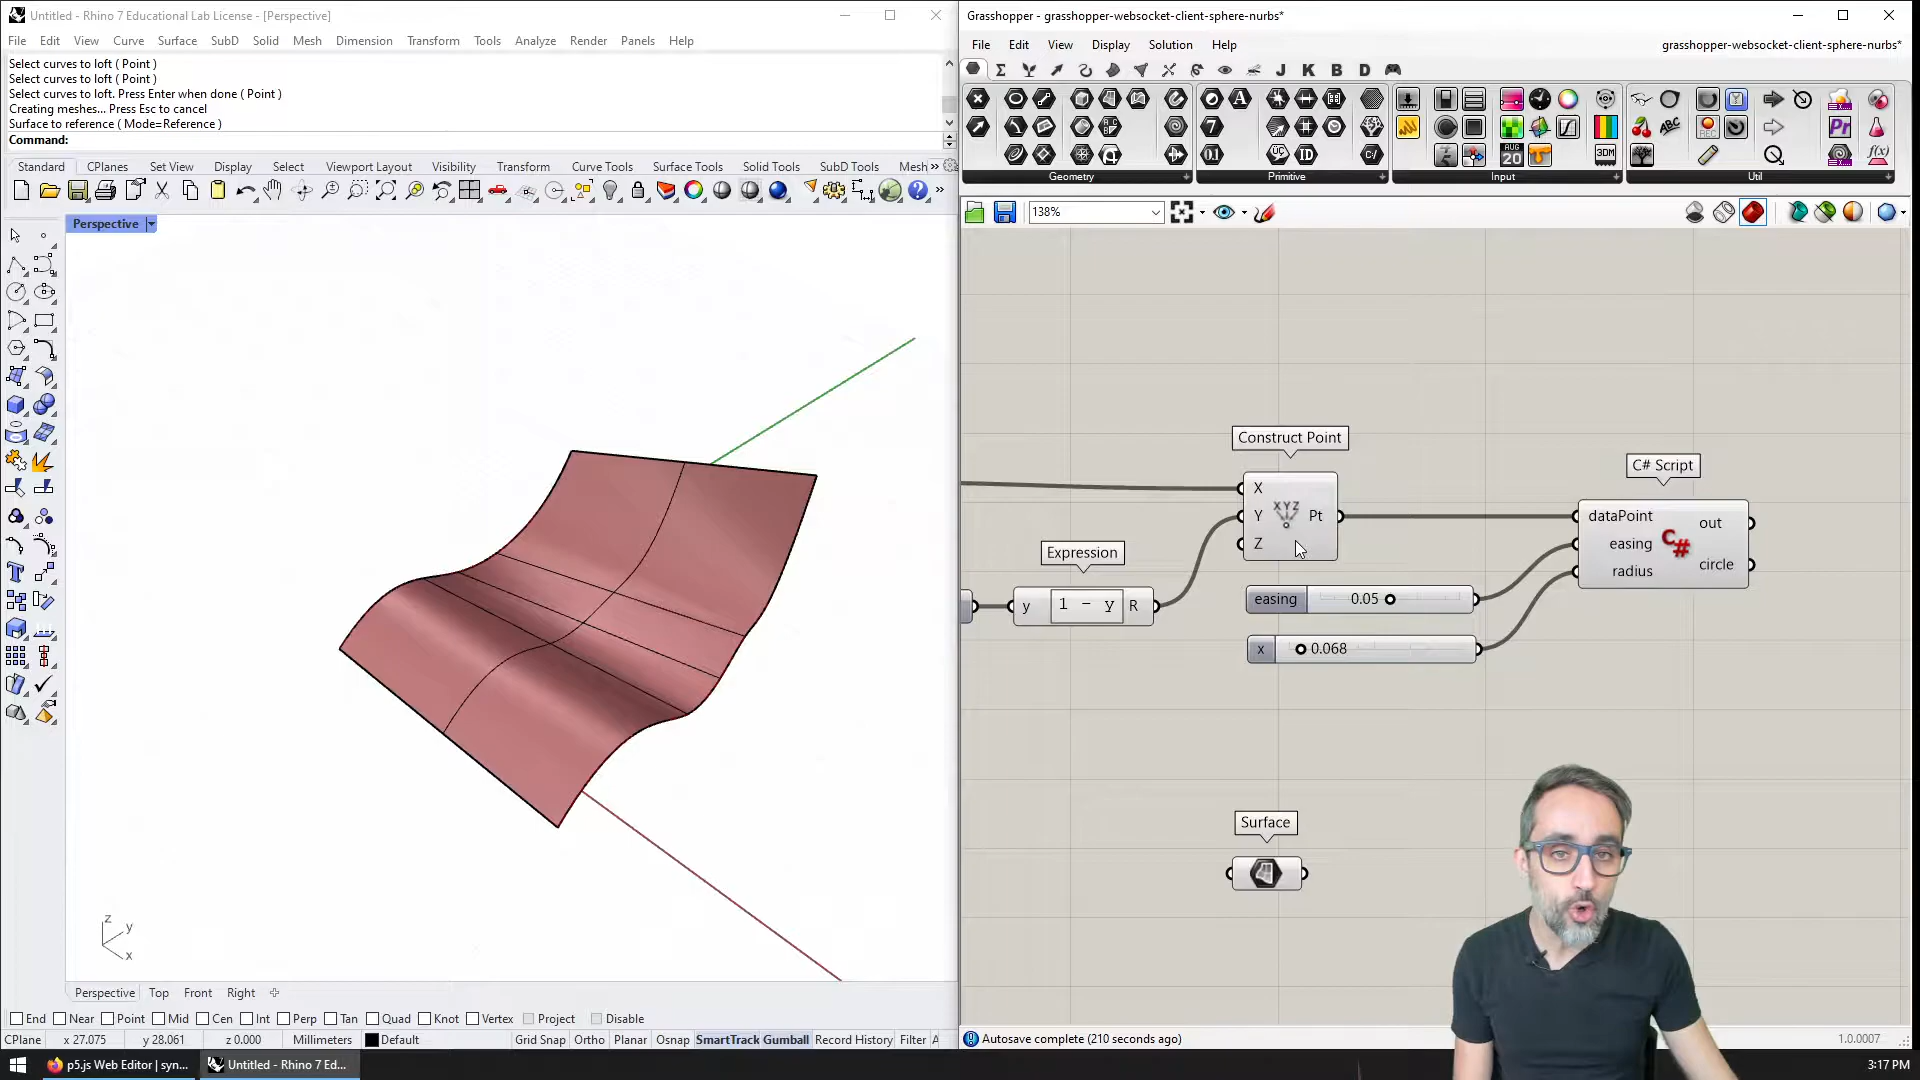 Untitled - Rhino 7 Educational Lab License - [Perspective]
File Edit View Curve Surface SubD Solid Mesh Dimension Transform Tools Analyze Render Panels Help
Select curves to loft ( Point )
Select curves to loft ( Point )
Select curves to loft. Press Enter when done ( Point )
Creating meshes... Press Esc to cancel
Surface to reference ( Mode=Reference )
Command:
Standard CPlanes Set View Display Select Viewport Layout Visibility Transform Curve Tools Surface Tools Solid Tools SubD Tools Mesh »
Perspective
z
y
x
Perspective Top Front Right
End Near Point Mid Cen Int Perp Tan Quad Knot Vertex Project Disable
CPlane x 27.075 y 28.061 z 0.000 Millimeters Default Grid Snap Ortho Planar Osnap SmartTrack Gumball Record History Filter A
Grasshopper - grasshopper-websocket-client-sphere-nurbs*
File Edit View Display Solution Help
grasshopper-websocket-client-sphere-nurbs*
J K B D
Geometry Primitive Input Util
138%
Construct Point
X
Y
Z
XYZ
Pt
C# Script
dataPoint
easing
radius
C#
out
circle
Expression
y 1 - y R
easing 0.05
x 0.068
Surface
Autosave complete (210 seconds ago)
1.0.0007
p5.js Web Editor | syn...
Untitled - Rhino 7 Ed...
3:17 PM